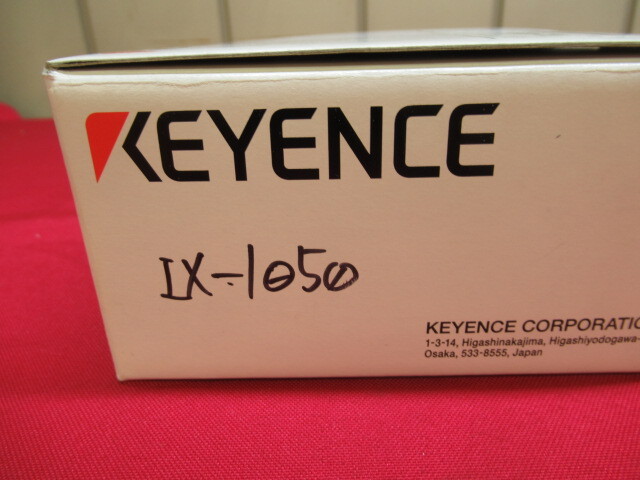 KEYENCE
IX-1050
KEYENCE CORPORATIO
1-3-14, Higashinakajima, Higashiyodogawa-
Osaka, 533-8555, Japan